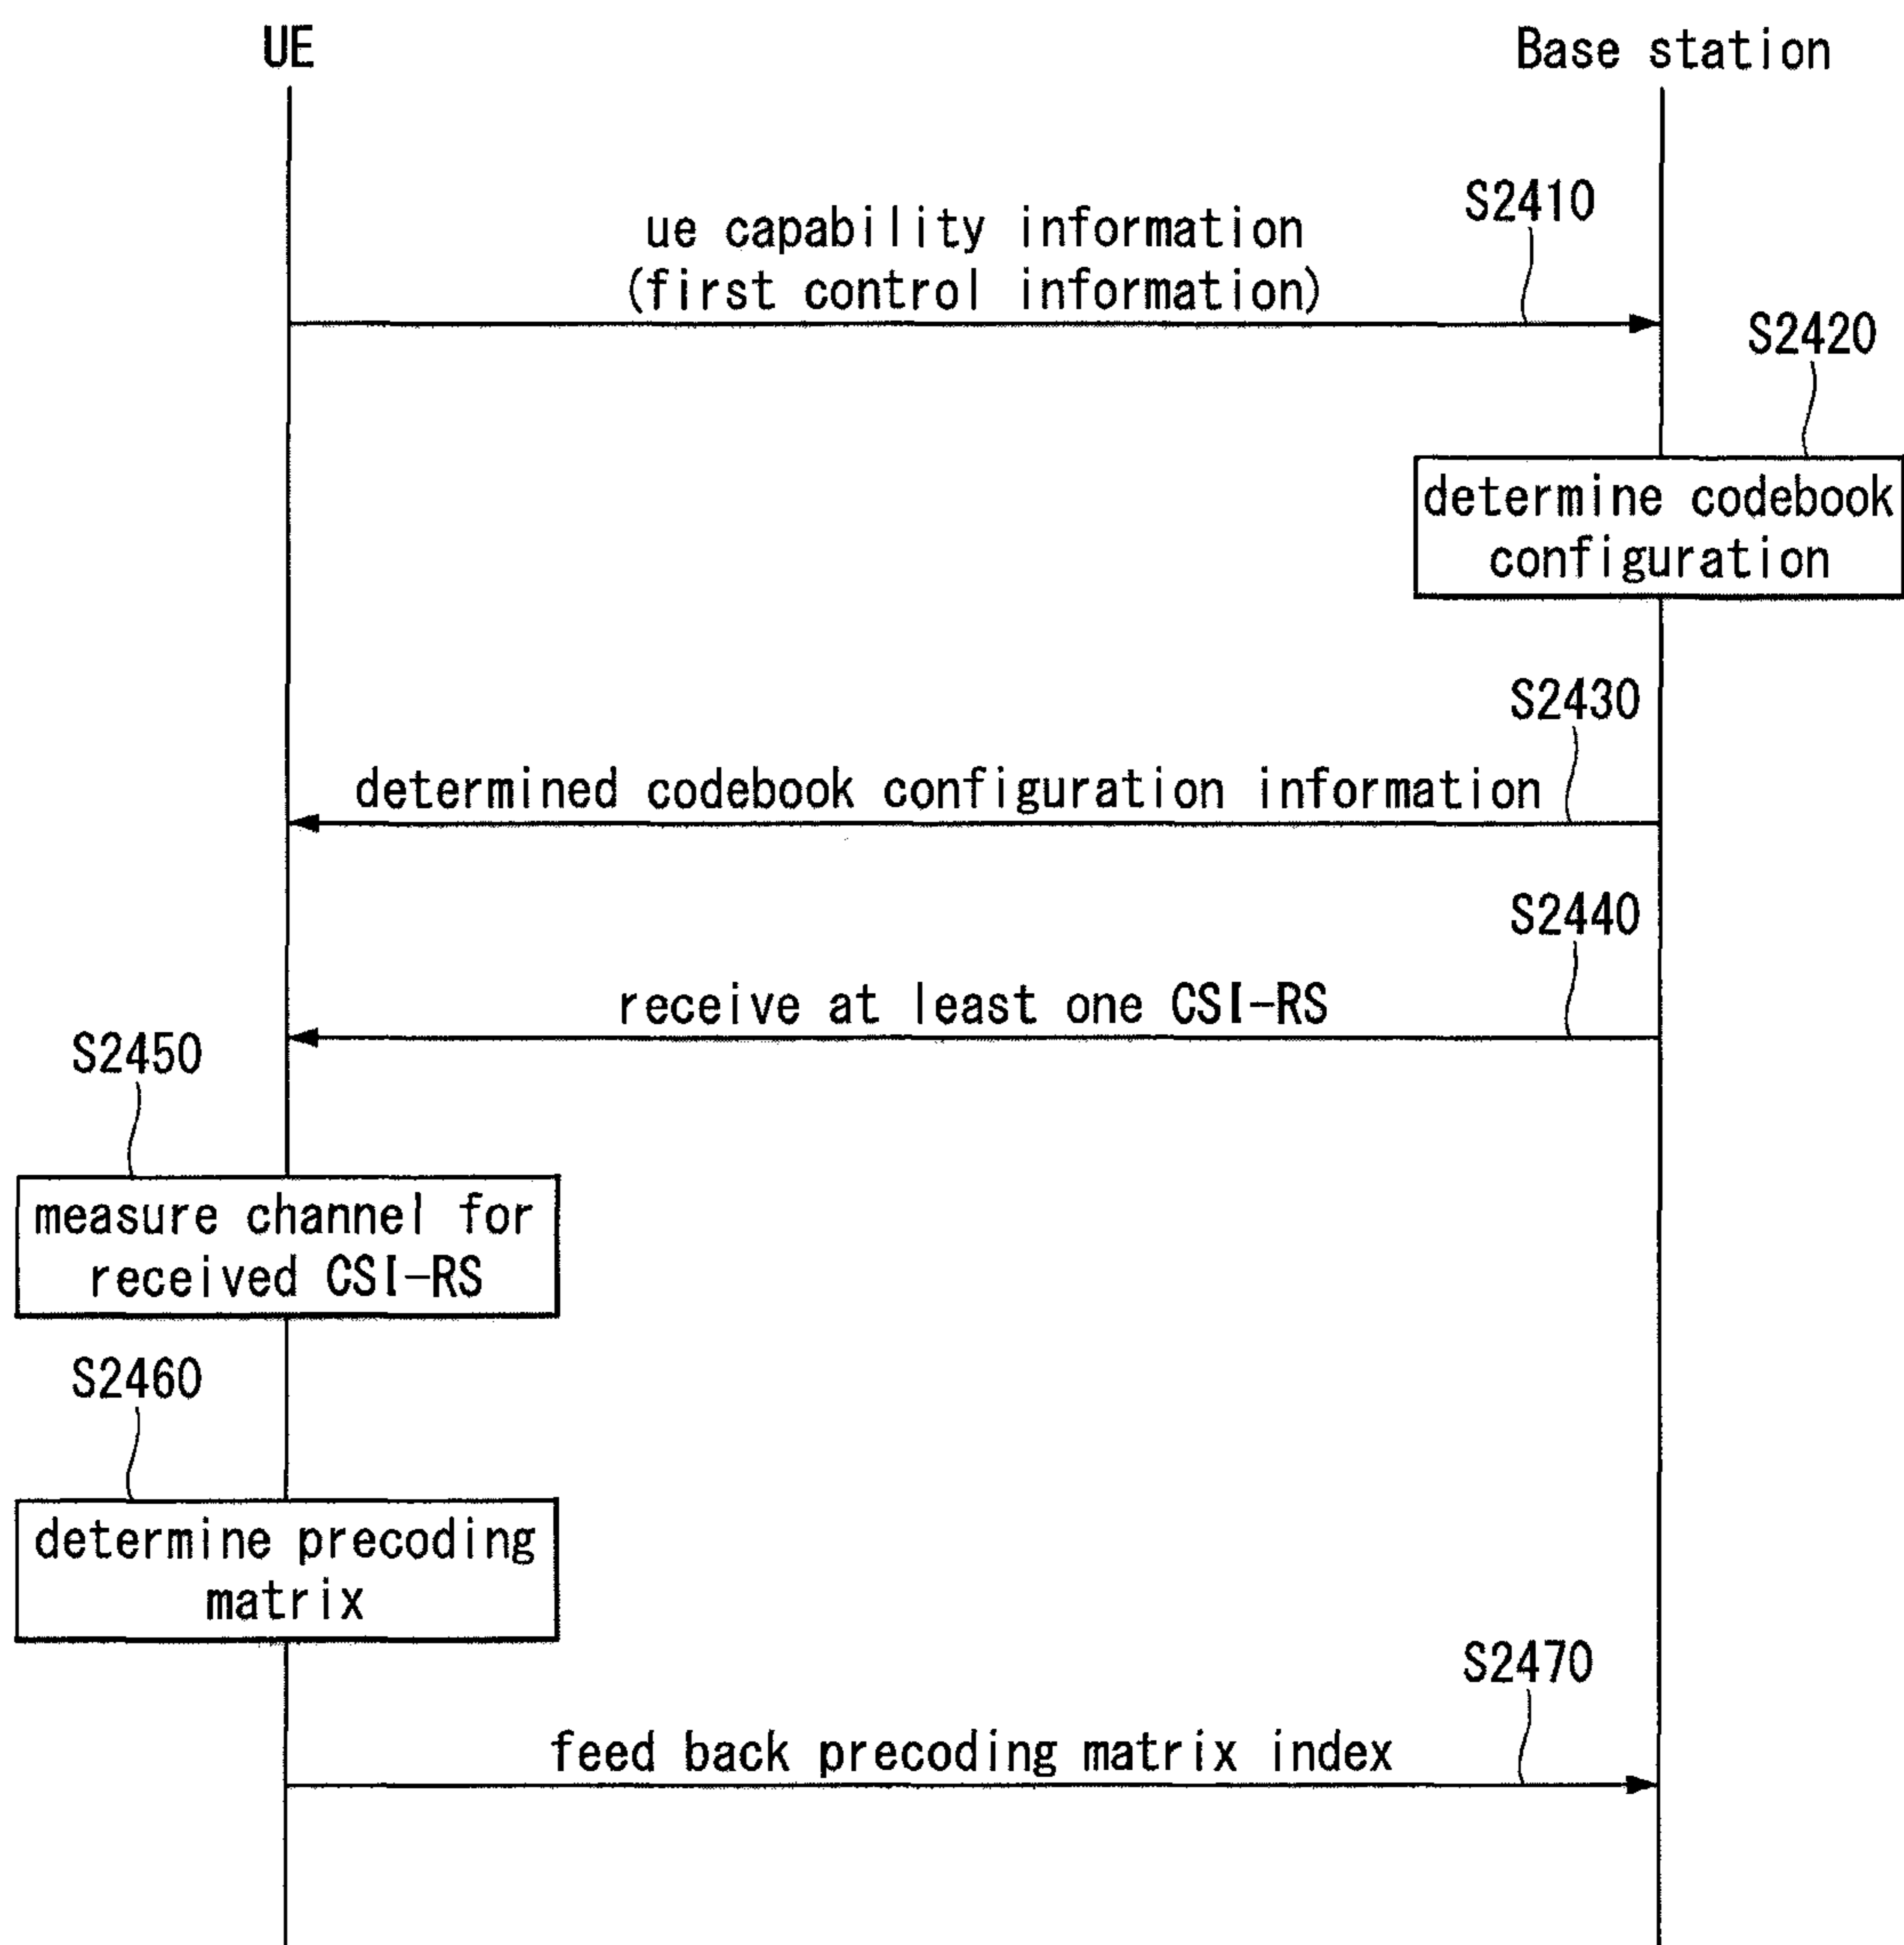 UE
Base station
S2410
ue capability information
(first control information)
S2420
determine codebook
configuration
S2430
determined codebook configuration information
S2440
receive at least one CSI-RS
S2450
measure channel for
received CSI-RS
S2460
determine precoding
matrix
S2470
feed back precoding matrix index